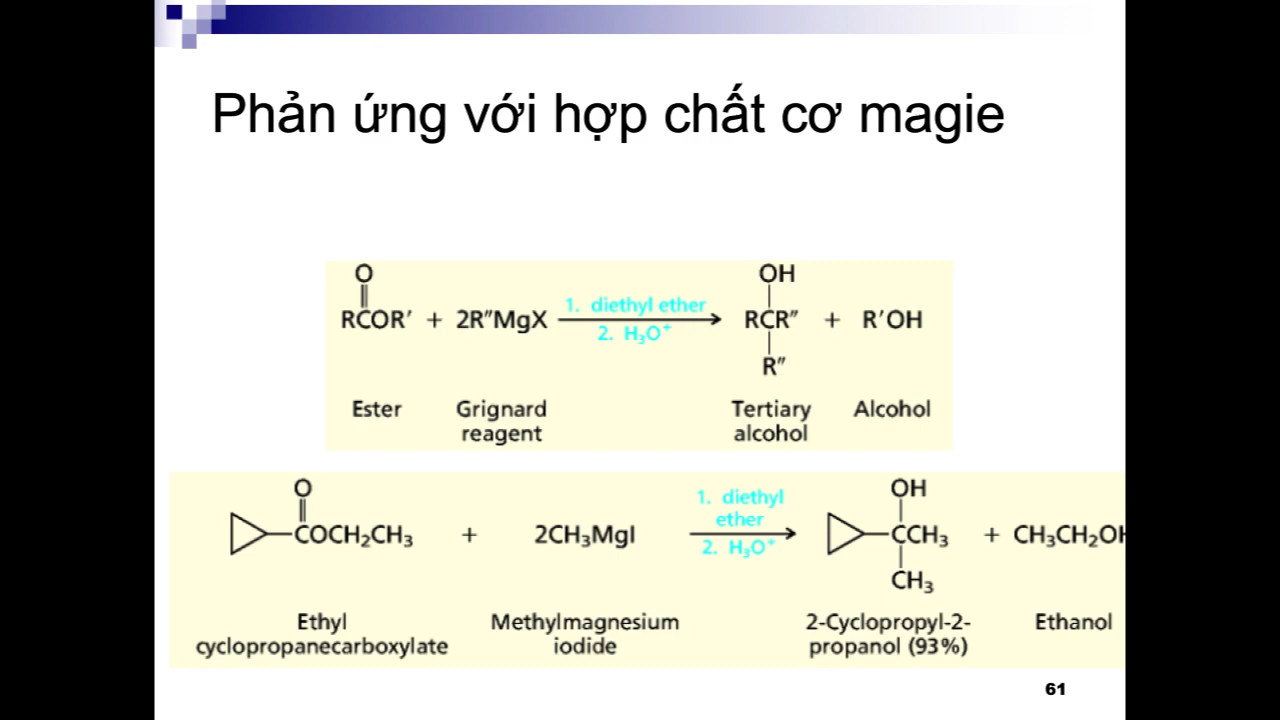 Phản ứng với hợp chất cơ magie
O
RCOR′ + 2R″MgX
1. diethyl ether
2. H₃O⁺
OH
RCR″ + R′OH
R″
Ester
Grignard
reagent
Tertiary
alcohol
Alcohol
O
COCH₂CH₃ + 2CH₃MgI
1. diethyl
ether
2. H₃O⁺
OH
CCH₃ + CH₃CH₂OH
CH₃
Ethyl
cyclopropanecarboxylate
Methylmagnesium
iodide
2-Cyclopropyl-2-
propanol (93%)
Ethanol
61